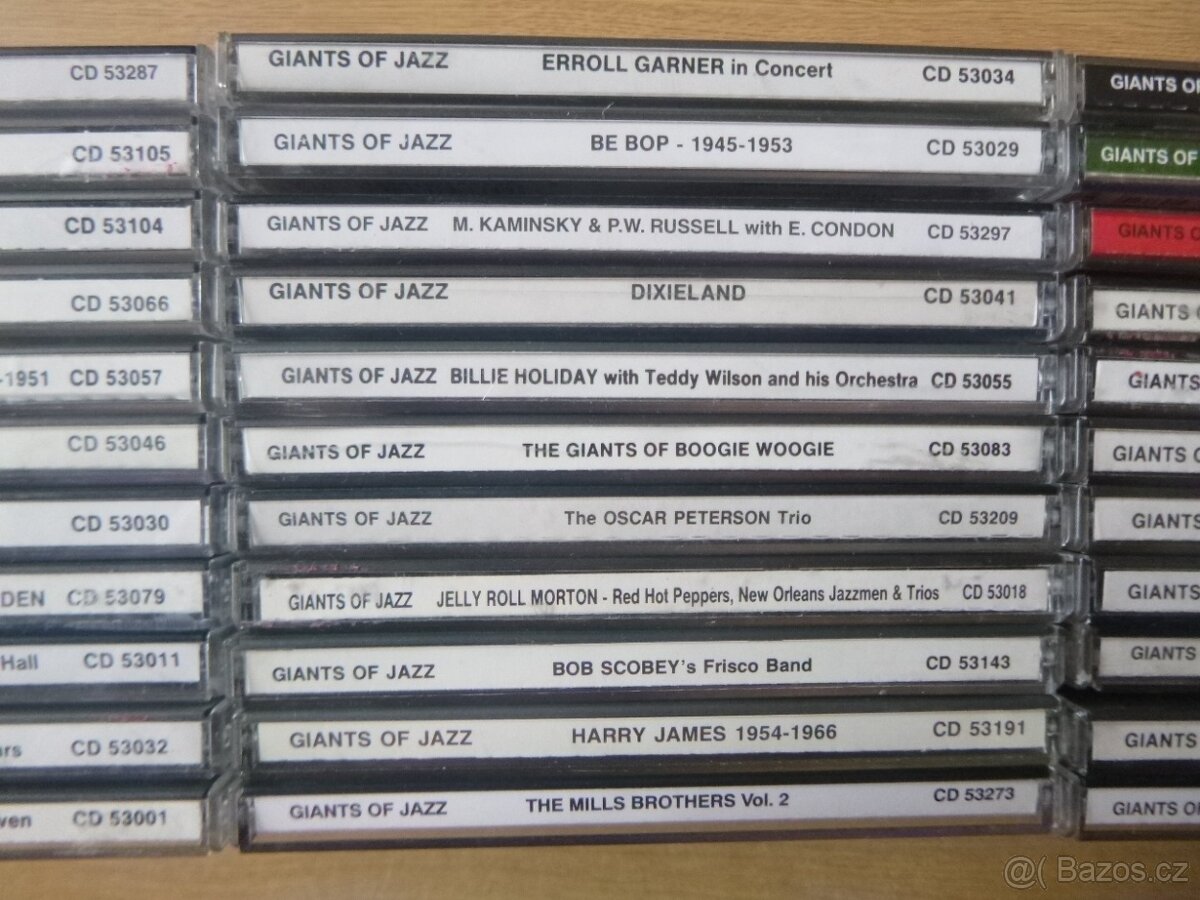 CD 53287
CD 53105
CD 53104
CD 53066
-1951 CD 53057
CD 53046
CD 53030
DEN CD 53079
Hall CD 53011
CD 53032
CD 53001
GIANTS OF JAZZ ERROLL GARNER in Concert CD 53034
GIANTS OF JAZZ BE BOP - 1945-1953 CD 53029
GIANTS OF JAZZ M. KAMINSKY & P.W. RUSSELL with E. CONDON CD 53297
GIANTS OF JAZZ DIXIELAND CD 53041
GIANTS OF JAZZ BILLIE HOLIDAY with Teddy Wilson and his Orchestra CD 53055
GIANTS OF JAZZ THE GIANTS OF BOOGIE WOOGIE CD 53083
GIANTS OF JAZZ The OSCAR PETERSON Trio CD 53209
GIANTS OF JAZZ JELLY ROLL MORTON - Red Hot Peppers, New Orleans Jazzmen & Trios CD 53018
GIANTS OF JAZZ BOB SCOBEY's Frisco Band CD 53143
GIANTS OF JAZZ HARRY JAMES 1954-1966 CD 53191
GIANTS OF JAZZ THE MILLS BROTHERS Vol. 2 CD 53273
GIANTS OF
GIANTS OF
GIANTS
GIANTS
GIANTS
GIANTS
GIANTS
GIANTS
GIANTS
GIANTS
GIANTS OF
@( Bazos.cz